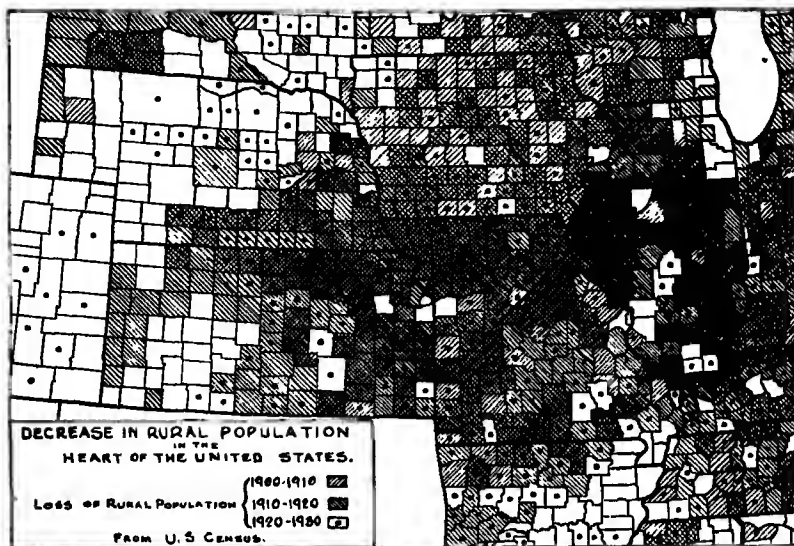 DECREASE IN RURAL POPULATION
IN THE
HEART OF THE UNITED STATES.
LOSS OF RURAL POPULATION
1900-1910
1910-1920
1920-1930
FROM U.S CENSUS.